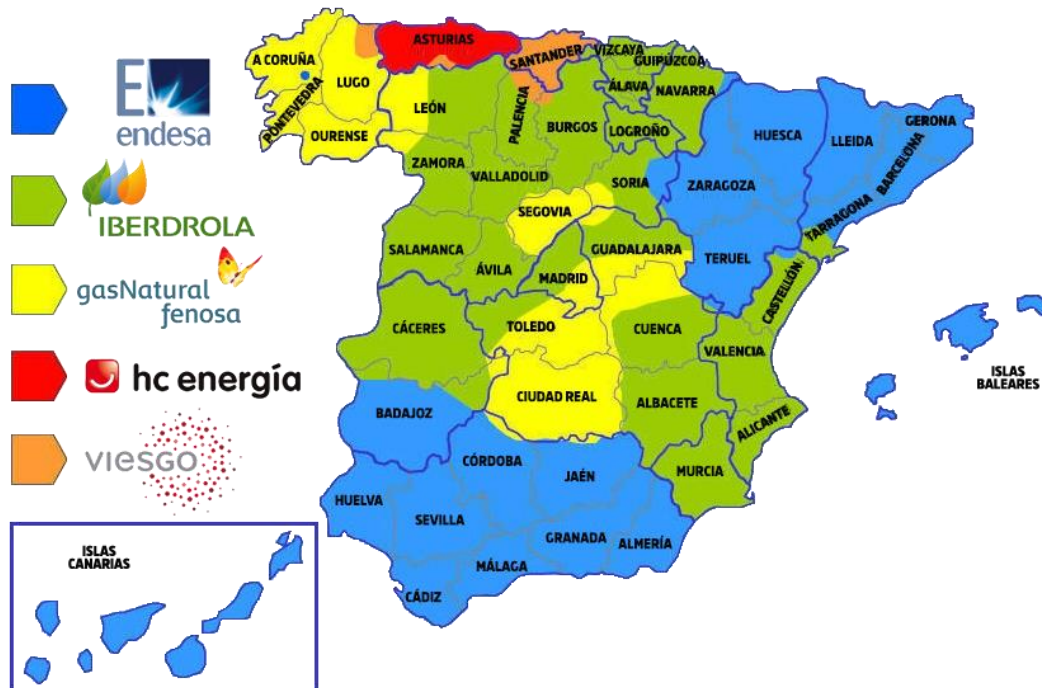 E
endesa
IBERDROLA
gasNatural
fenosa
hc energía
viesgo
A CORUÑA
LUGO
PONTEVEDRA
OURENSE
ASTURIAS
SANTANDER
VIZCAYA
GUIPÚZCOA
ÁLAVA
NAVARRA
LEÓN
PALENCIA
BURGOS
LOGROÑO
HUESCA
LLEIDA
GERONA
BARCELONA
TARRAGONA
ZAMORA
VALLADOLID
SORIA
ZARAGOZA
SEGOVIA
SALAMANCA
ÁVILA
MADRID
GUADALAJARA
TERUEL
CASTELLÓN
CÁCERES
TOLEDO
CUENCA
VALENCIA
ISLAS
BALEARES
BADAJOZ
CIUDAD REAL
ALBACETE
ALICANTE
CÓRDOBA
JAÉN
MURCIA
HUELVA
SEVILLA
GRANADA
ALMERÍA
MÁLAGA
CÁDIZ
ISLAS
CANARIAS